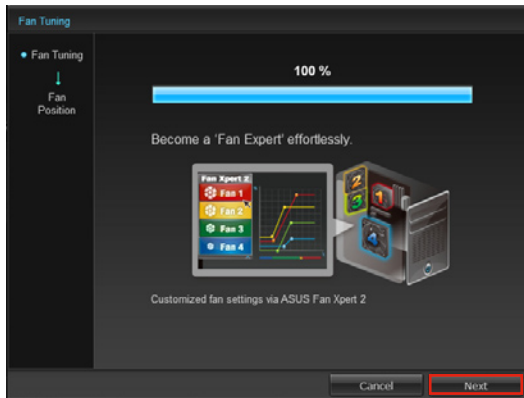 Fan Tuning
Fan Tuning
Fan
Position
100 %
Become a 'Fan Expert' effortlessly.
Fan Xpert 2
Fan 1
Fan 2
Fan 3
Fan 4
2
3
1
4
Customized fan settings via ASUS Fan Xpert 2
Cancel
Next